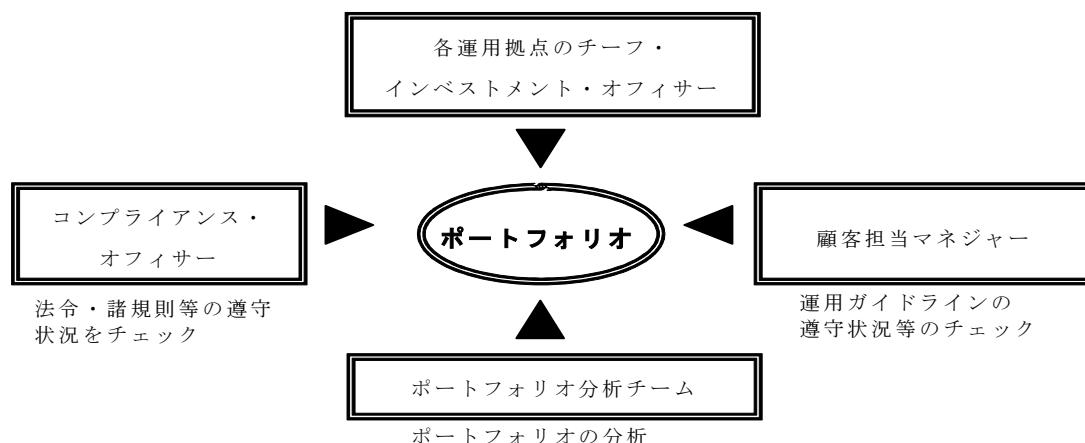 各運用拠点のチーフ・
インベストメント・オフィサー
コンプライアンス・
オフィサー
法令・諸規則等の遵守
状況をチェック
ポートフォリオ
顧客担当マネジャー
運用ガイドラインの
遵守状況等のチェック
ポートフォリオ分析チーム
ポートフォリオの分析